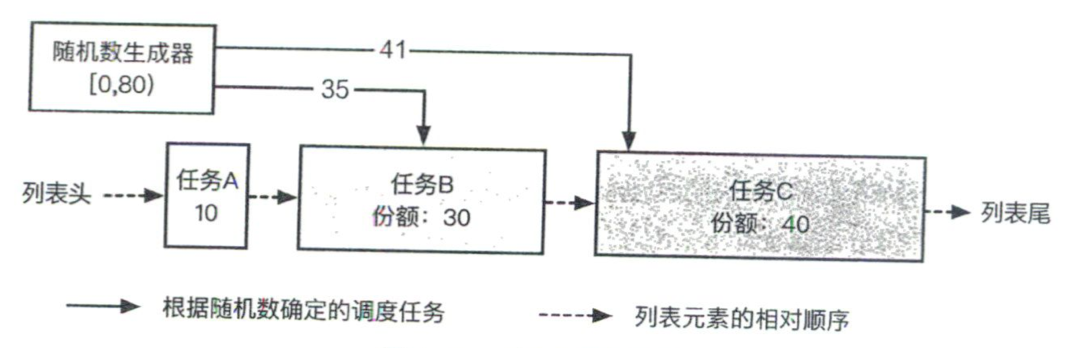 随机数生成器
[0,80)
41
35
列表头
任务A
10
任务B
份额：30
任务C
份额：40
列表尾
根据随机数确定的调度任务
列表元素的相对顺序